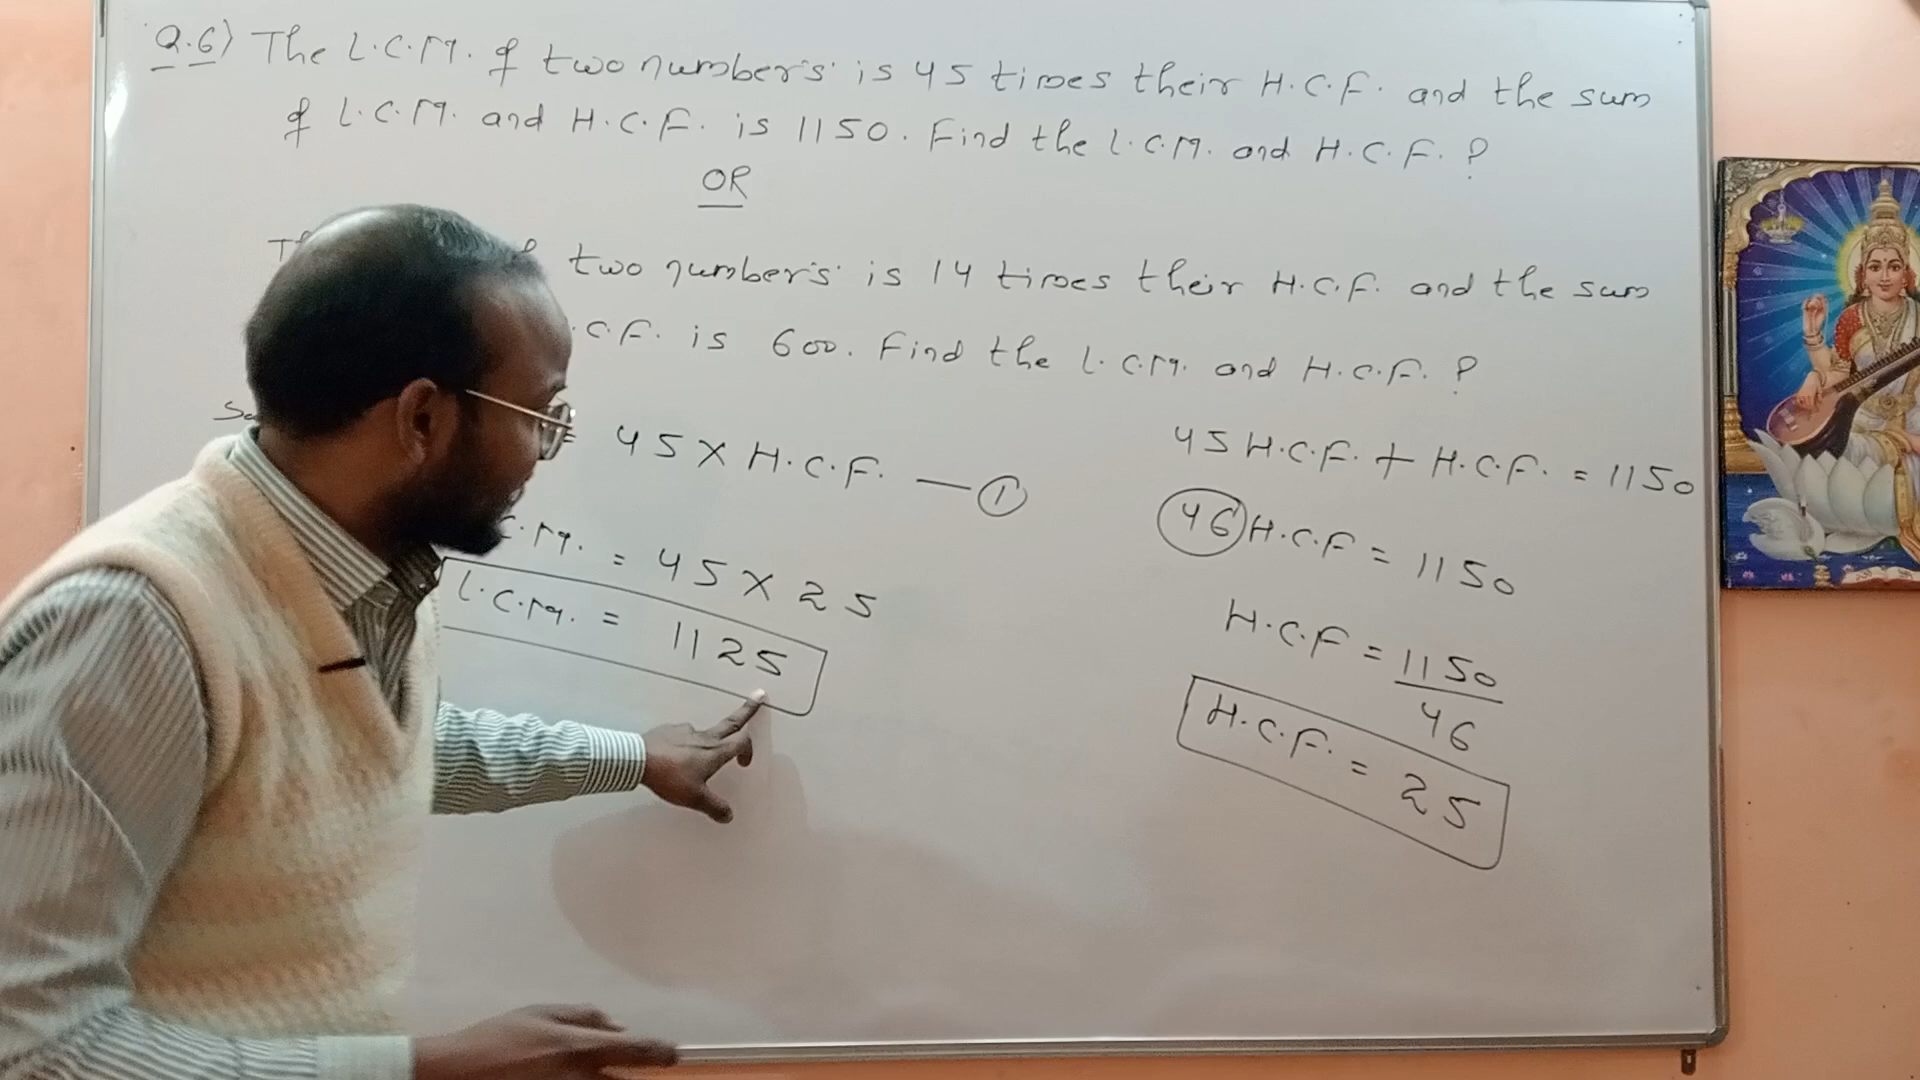 Q.6) The L.C.M. of two number's is 45 times their H.C.F. and the sum
of L.C.M. and H.C.F. is 1150. Find the L.C.M. and H.C.F. ?
OR
two number's is 14 times their H.C.F. and the sum
.C.F. is 600. Find the L.C.M. and H.C.F. ?
= 45 X H.C.F. — 1
C.M. = 45 X 25
L.C.M. = 1125
45 H.C.F. + H.C.F. = 1150
46 H.C.F = 1150
H.C.F = 1150
46
H.C.F. = 25